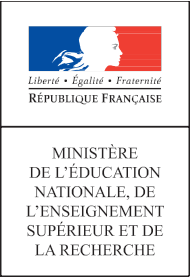 Liberté • Égalité • Fraternité
RÉPUBLIQUE FRANÇAISE
MINISTÈRE
DE L'ÉDUCATION
NATIONALE, DE
L'ENSEIGNEMENT
SUPÉRIEUR ET DE
LA RECHERCHE